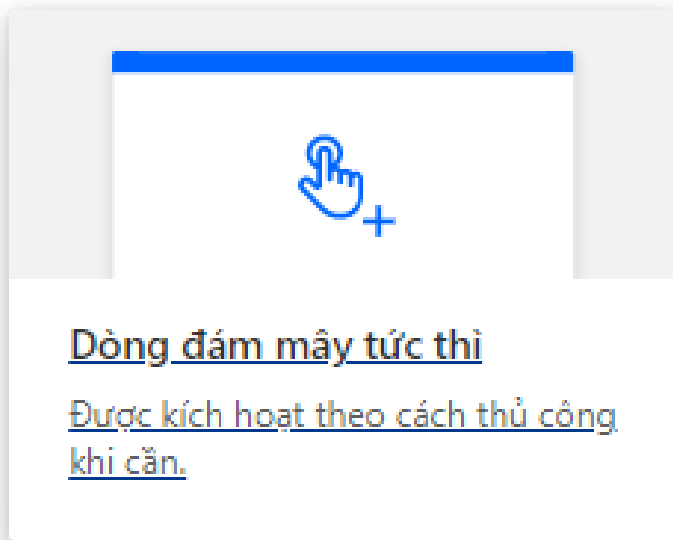 Dòng đám mây tức thì
Được kích hoạt theo cách thủ công
khi cần.